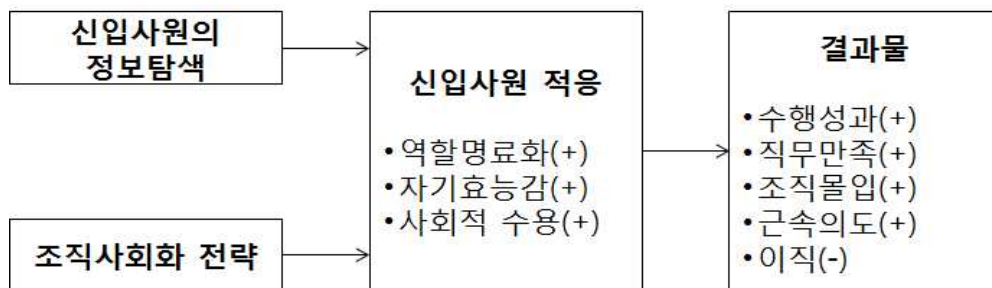 신입사원의
정보탐색
조직사회화 전략
신입사원 적응
•역할명료화(+)
•자기효능감(+)
•사회적 수용(+)
결과물
•수행성과(+)
•직무만족(+)
•조직몰입(+)
•근속의도(+)
•이직(-)